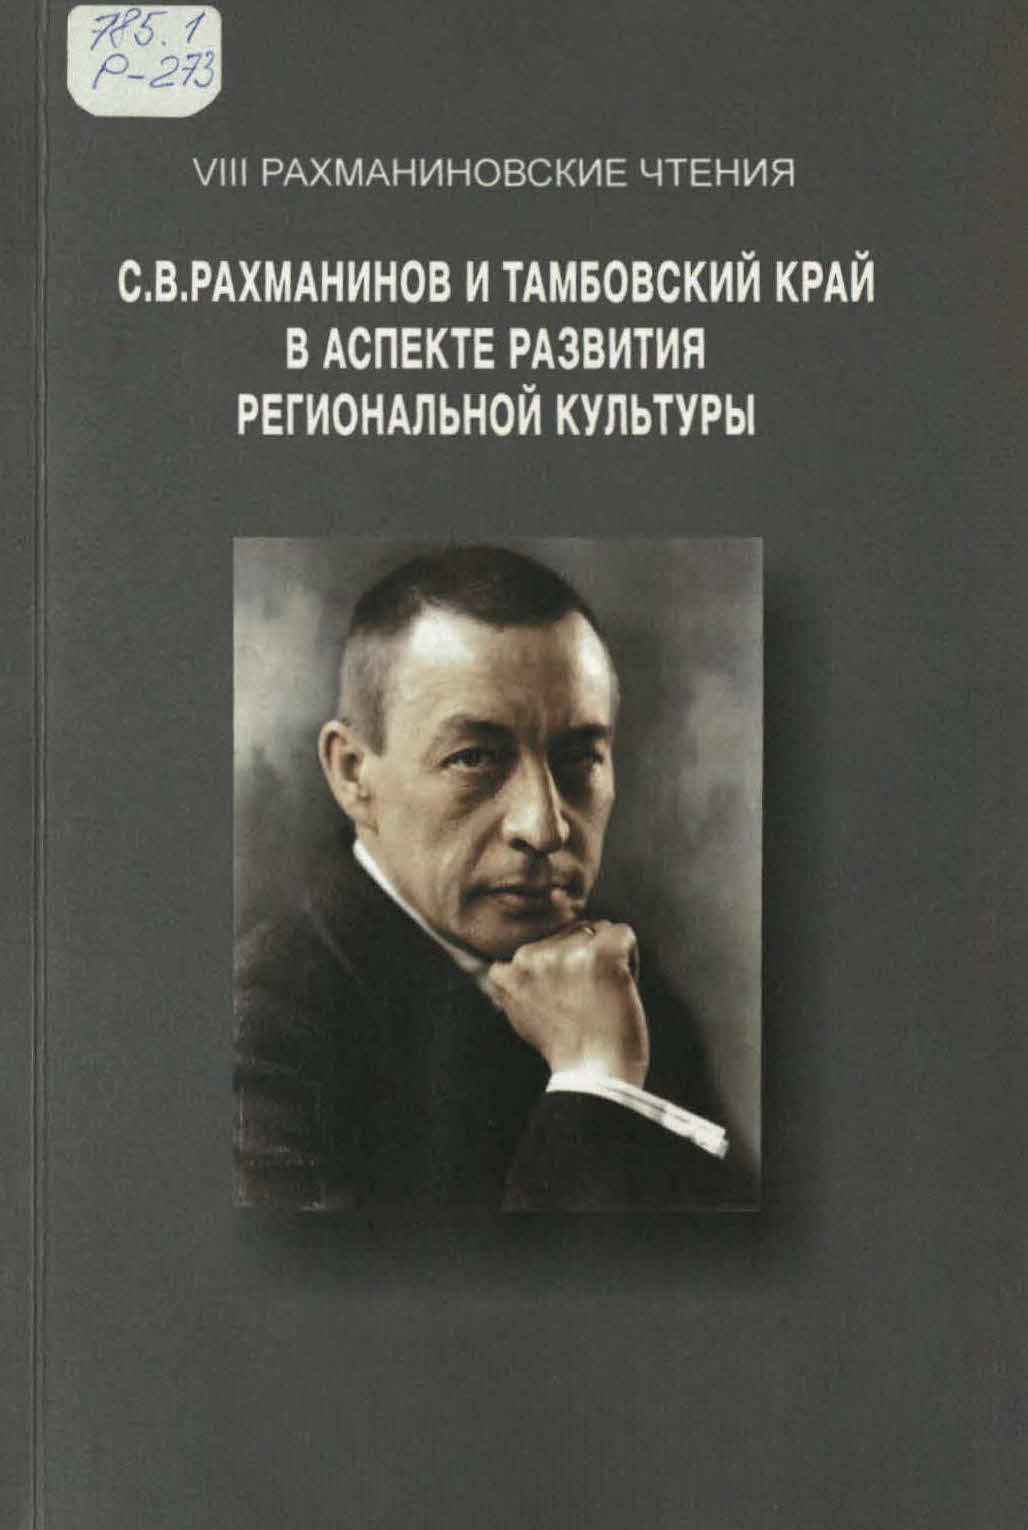 785.1
Р-273
VIII РАХМАНИНОВСКИЕ ЧТЕНИЯ
С.В.РАХМАНИНОВ И ТАМБОВСКИЙ КРАЙ
В АСПЕКТЕ РАЗВИТИЯ
РЕГИОНАЛЬНОЙ КУЛЬТУРЫ